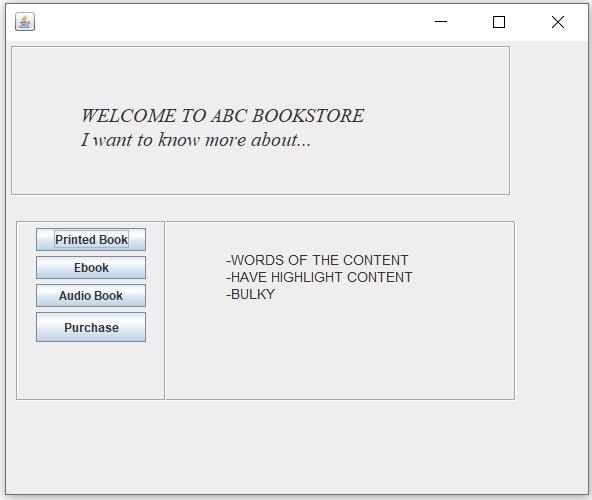 WELCOME TO ABC BOOKSTORE
I want to know more about...
Printed Book
Ebook
Audio Book
Purchase
-WORDS OF THE CONTENT
-HAVE HIGHLIGHT CONTENT
-BULKY